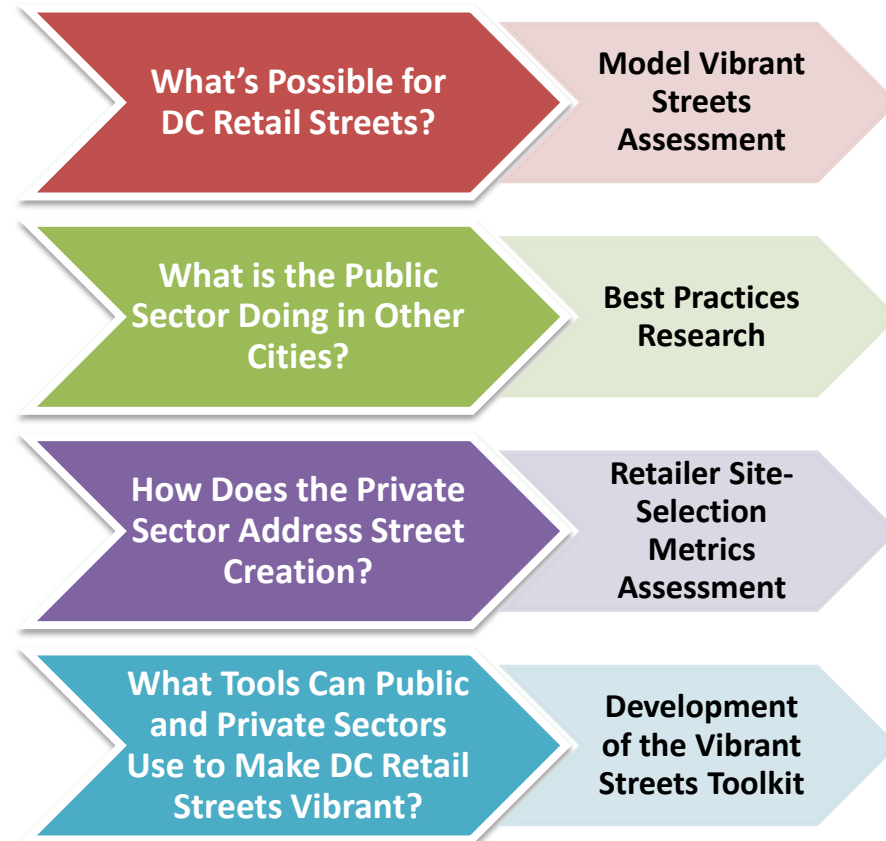 What's Possible for
DC Retail Streets?
Model Vibrant
Streets
Assessment
What is the Public
Sector Doing in Other
Cities?
Best Practices
Research
How Does the Private
Sector Address Street
Creation?
Retailer Site-
Selection
Metrics
Assessment
What Tools Can Public
and Private Sectors
Use to Make DC Retail
Streets Vibrant?
Development
of the Vibrant
Streets Toolkit